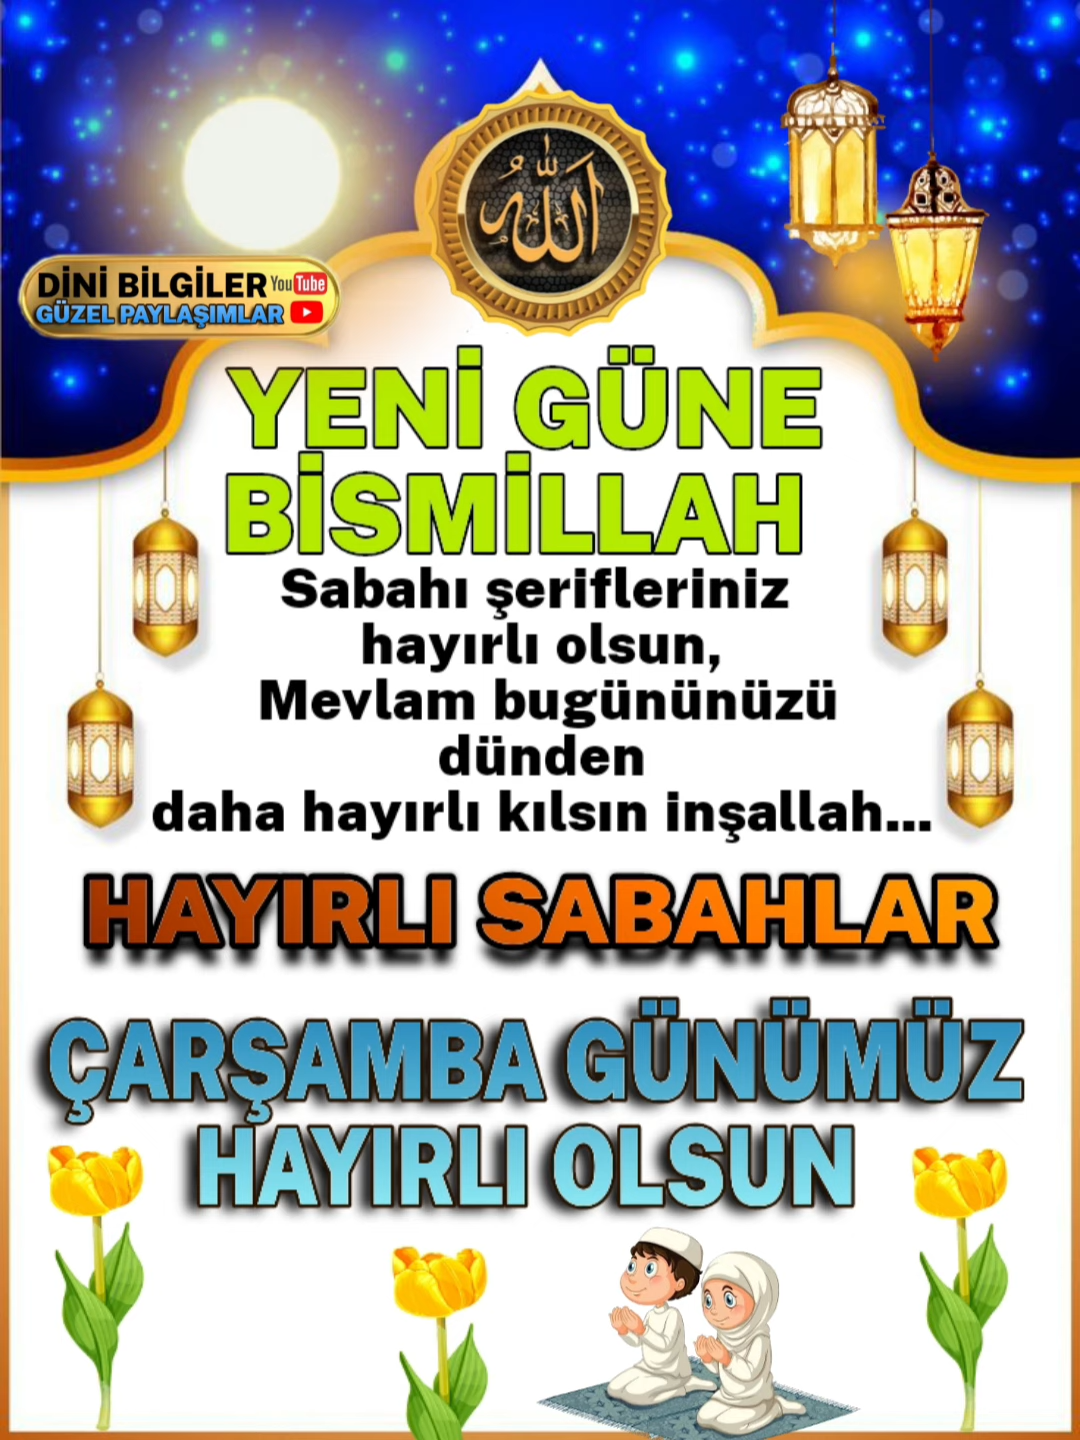 الله
DİNİ BİLGİLER YouTube
GÜZEL PAYLAŞIMLAR
YENİ GÜNE
BİSMİLLAH
Sabahı şerifleriniz
hayırlı olsun,
Mevlam bugününüzü
dünden
daha hayırlı kılsın inşallah...
HAYIRLI SABAHLAR
ÇARŞAMBA GÜNÜMÜZ
HAYIRLI OLSUN